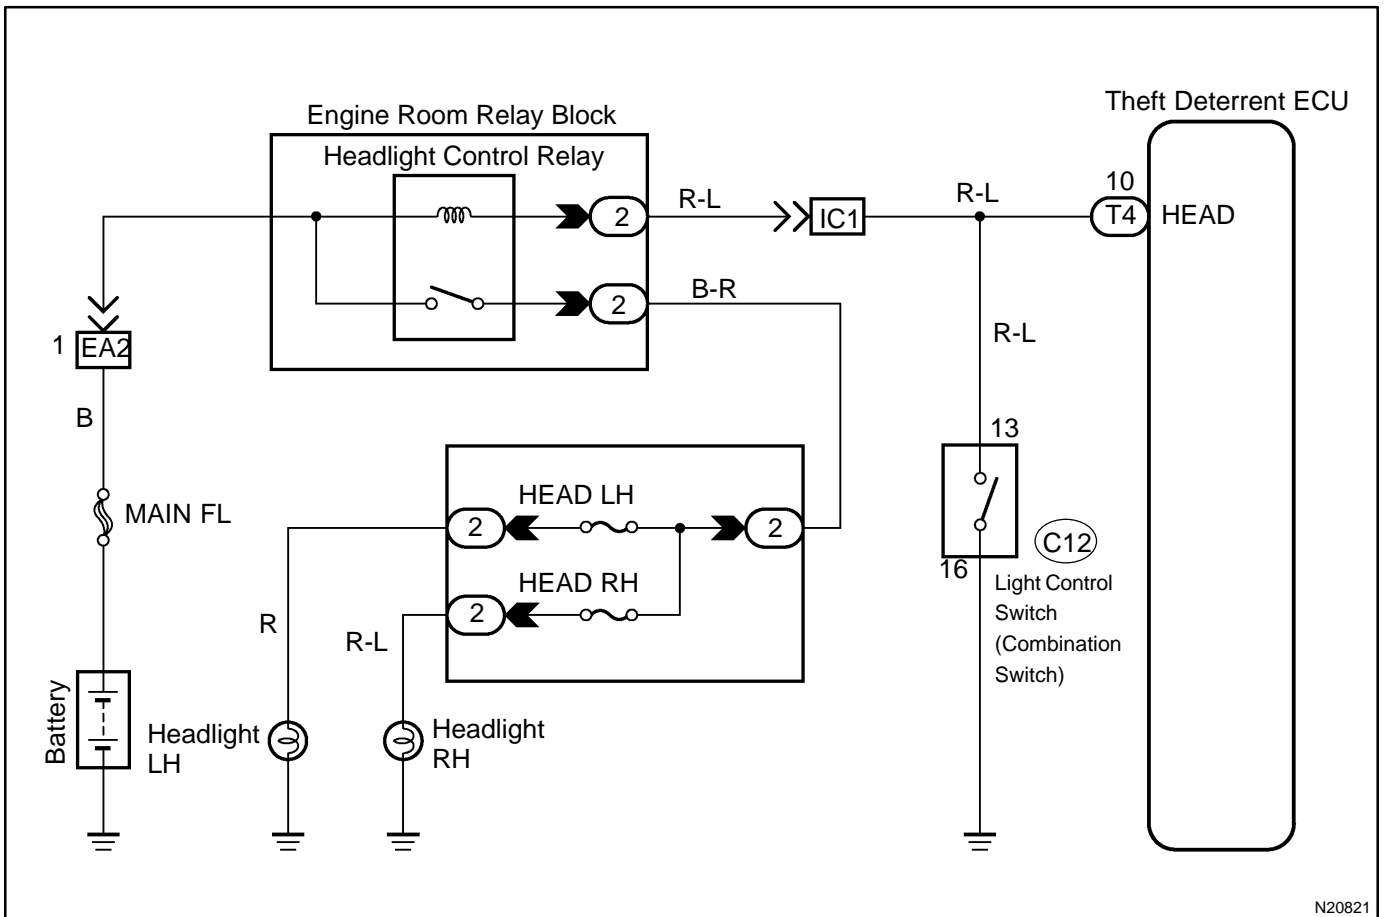 Theft Deterrent ECU
Engine Room Relay Block
Headlight Control Relay
2
R-L
IC1
R-L
10
T4
HEAD
2
B-R
R-L
1
EA2
B
MAIN FL
13
16
C12
Light Control
Switch
(Combination
Switch)
HEAD LH
2
2
HEAD RH
2
R
R-L
Battery
Headlight
LH
Headlight
RH
N20821